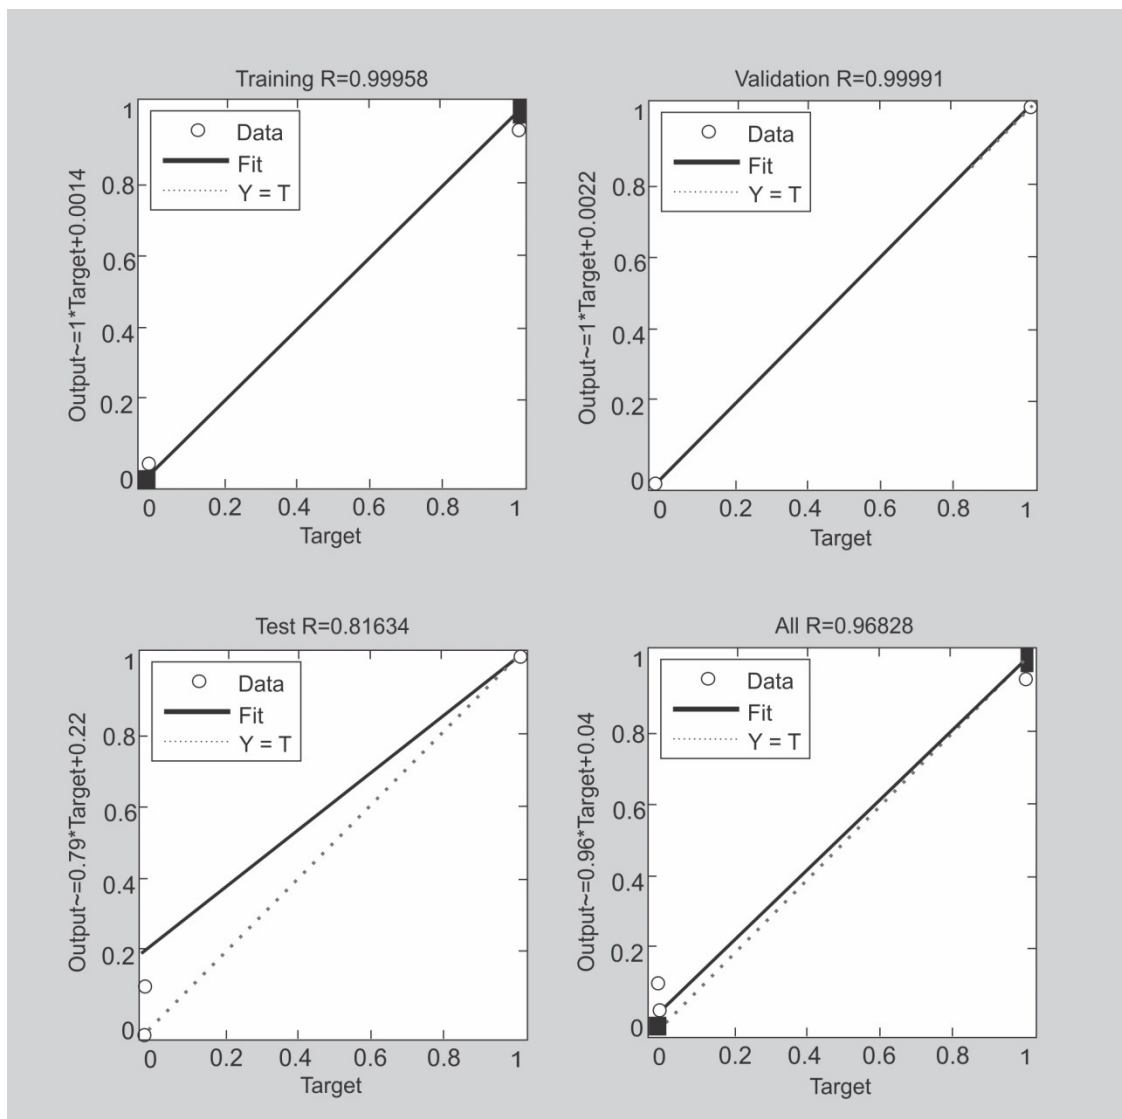 Training R=0.99958
Output~=1*Target+0.0014
1
0.8
0.6
0.4
0.2
0
Data
Fit
Y = T
0 0.2 0.4 0.6 0.8 1
Target
Validation R=0.99991
Output~=1*Target+0.0022
1
0.8
0.6
0.4
0.2
0
Data
Fit
Y = T
0 0.2 0.4 0.6 0.8 1
Target
Test R=0.81634
Output~=0.79*Target+0.22
1
0.8
0.6
0.4
0.2
0
Data
Fit
Y = T
0 0.2 0.4 0.6 0.8 1
Target
All R=0.96828
Output~=0.96*Target+0.04
1
0.8
0.6
0.4
0.2
0
Data
Fit
Y = T
0 0.2 0.4 0.6 0.8 1
Target